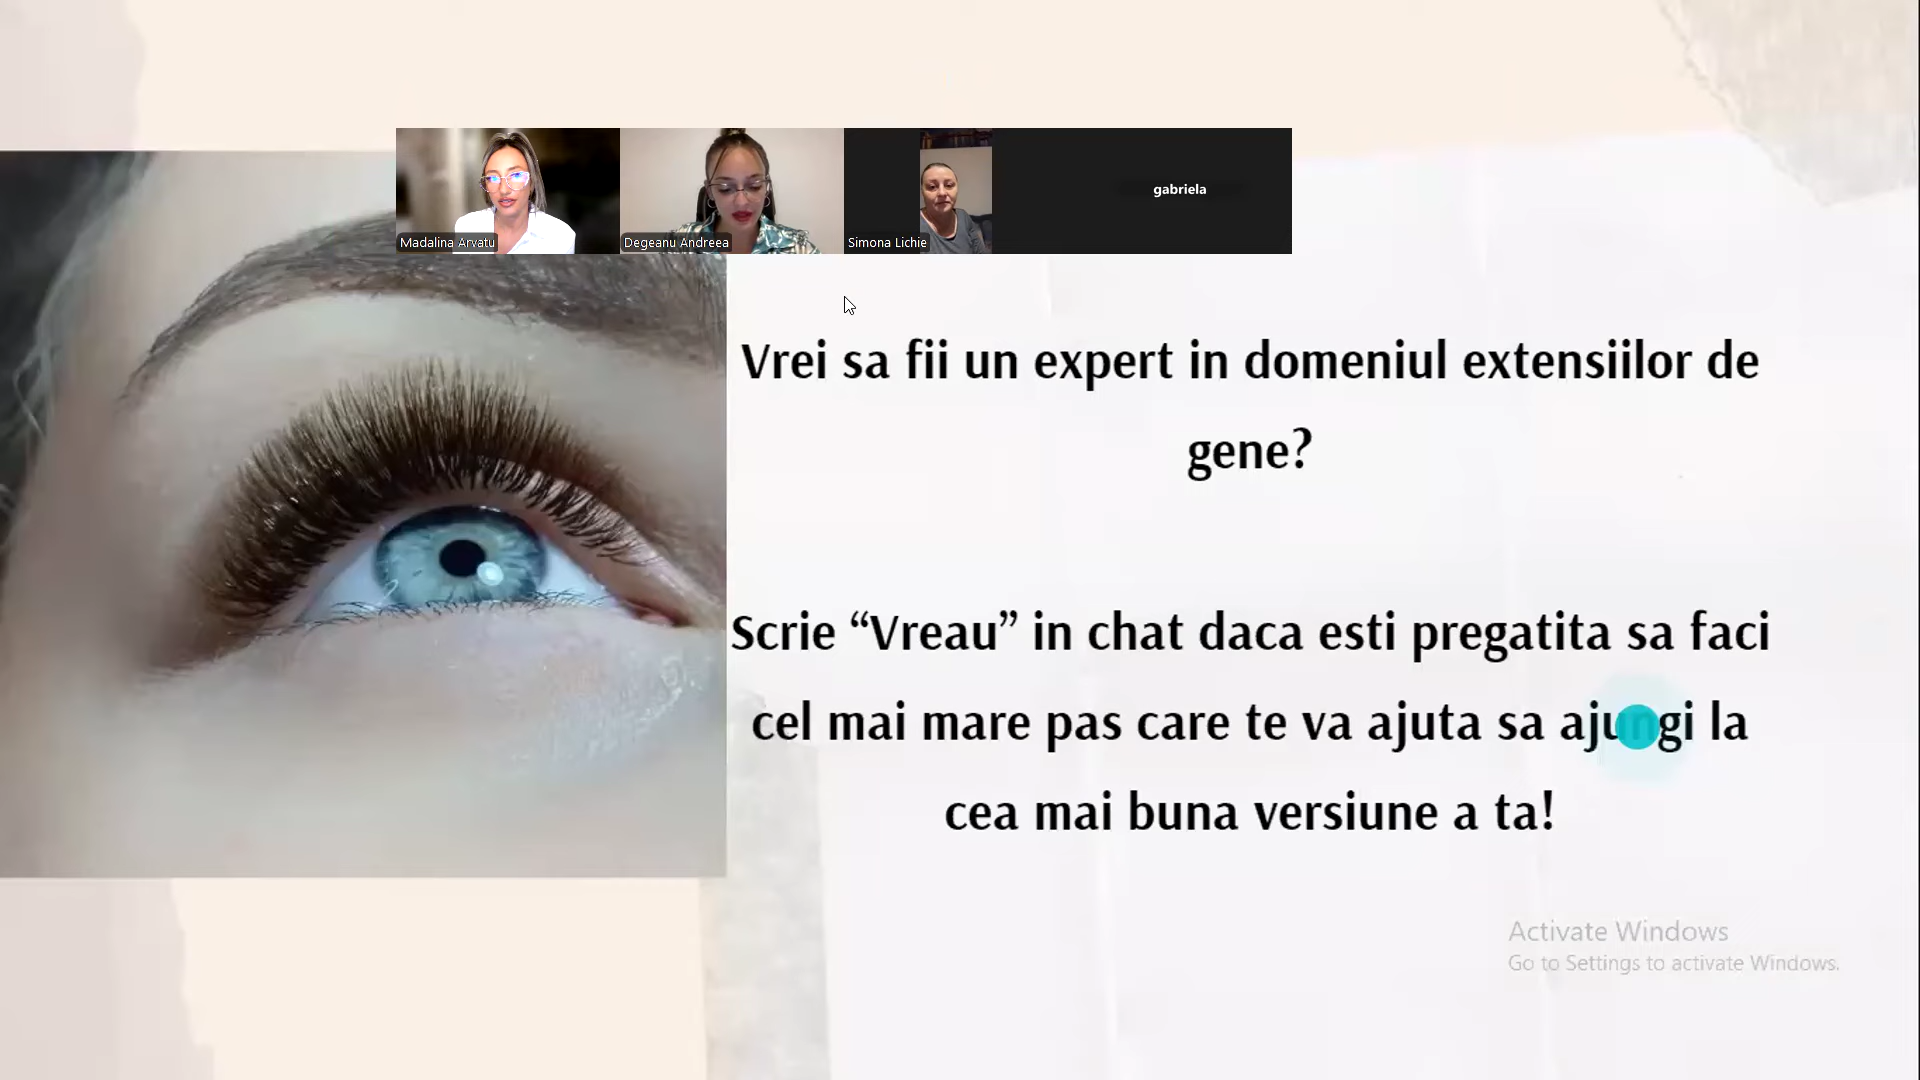 gabriela
Madalina Arvatu
Degeanu Andreea
Simona Lichie
Vrei sa fii un expert in domeniul extensiilor de
gene?
Scrie “Vreau” in chat daca esti pregatita sa faci
cel mai mare pas care te va ajuta sa ajungi la
cea mai buna versiune a ta!
Activate Windows
Go to Settings to activate Windows.